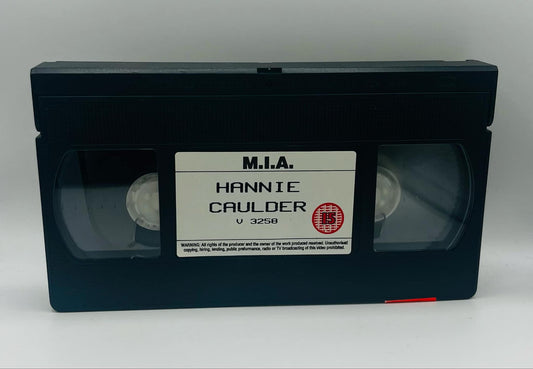 M.I.A.
HANNIE
CAULDER
V 3258
15
WARNING: All rights of the producer and the owner of the work produced reserved. Unauthorised
copying, hiring, lending, public preformance, radio or TV broadcasting of this video prohibited.